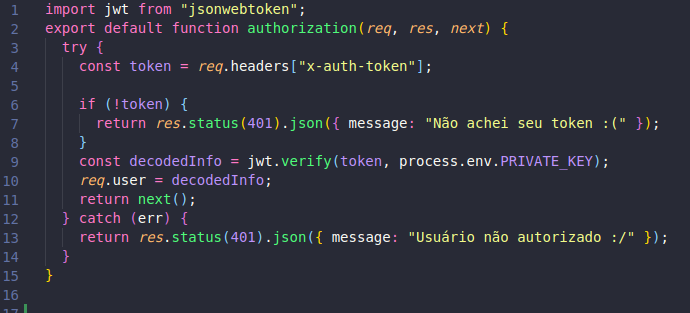 1 import jwt from "jsonwebtoken";
2 export default function authorization(req, res, next) {
3 try {
4 const token = req.headers["x-auth-token"];
5
6 if (!token) {
7 return res.status(401).json({ message: "Não achei seu token :(" });
8 }
9 const decodedInfo = jwt.verify(token, process.env.PRIVATE_KEY);
10 req.user = decodedInfo;
11 return next();
12 } catch (err) {
13 return res.status(401).json({ message: "Usuário não autorizado :/" });
14 }
15 }
16
17